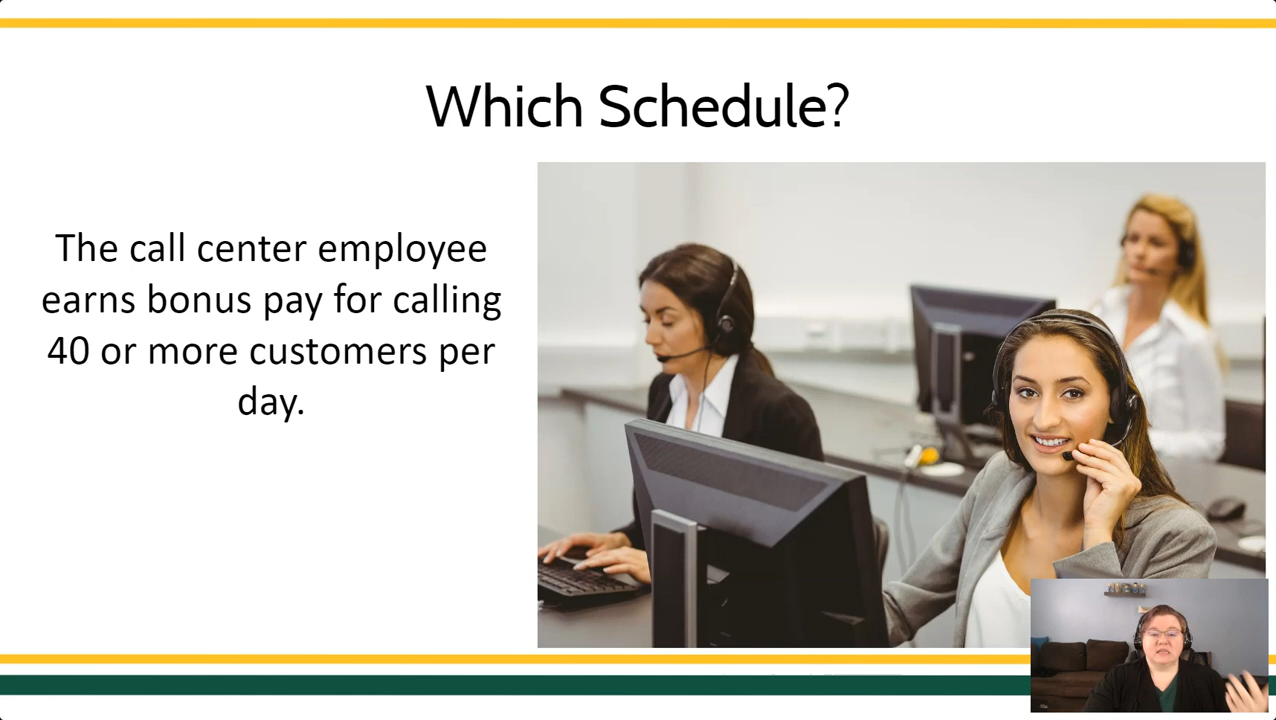 Which Schedule?
The call center employee
earns bonus pay for calling
40 or more customers per
day.